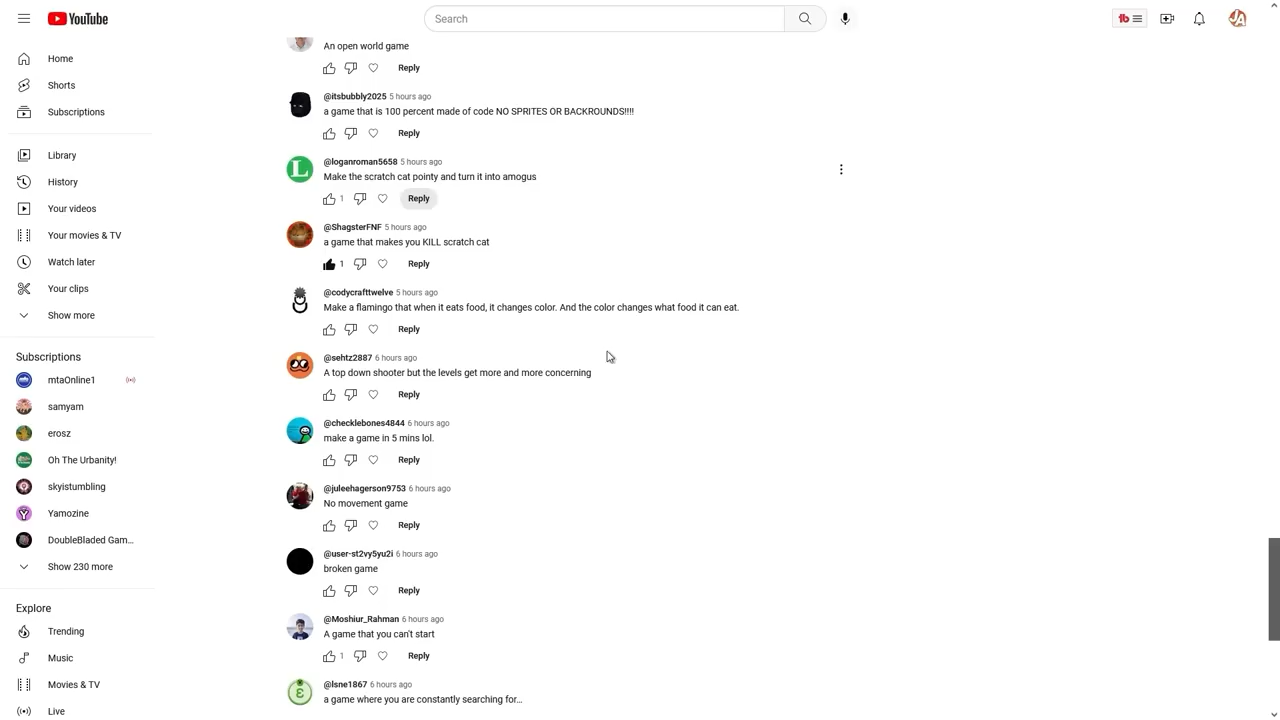 YouTube
Search
Home
Shorts
Subscriptions
Library
History
Your videos
Your movies & TV
Watch later
Your clips
Show more
Subscriptions
mtaOnline1
samyam
erosz
Oh The Urbanity!
skyistumbling
Yamozine
DoubleBladed Gam...
Show 230 more
Explore
Trending
Music
Movies & TV
Live
An open world game
Reply
@itsbubbly2025 5 hours ago
a game that is 100 percent made of code NO SPRITES OR BACKROUNDS!!!!
Reply
L
@loganroman5658 5 hours ago
Make the scratch cat pointy and turn it into amogus
1 Reply
@ShagsterFNF 5 hours ago
a game that makes you KILL scratch cat
1 Reply
@codycrafttwelve 5 hours ago
Make a flamingo that when it eats food, it changes color. And the color changes what food it can eat.
Reply
@sehtz2887 6 hours ago
A top down shooter but the levels get more and more concerning
Reply
@checklebones4844 6 hours ago
make a game in 5 mins lol.
Reply
@juleehagerson9753 6 hours ago
No movement game
Reply
@user-st2vy5yu2i 6 hours ago
broken game
Reply
@Moshiur_Rahman 6 hours ago
A game that you can't start
1 Reply
@lsne1867 6 hours ago
a game where you are constantly searching for...
tb
JA